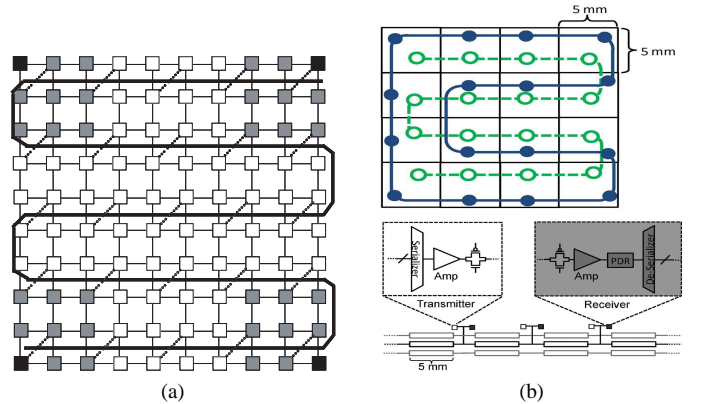 5 mm
5 mm
Serializer
Amp
Transmitter
Amp
PDR
De-Serializer
Receiver
5 mm
(a)
(b)